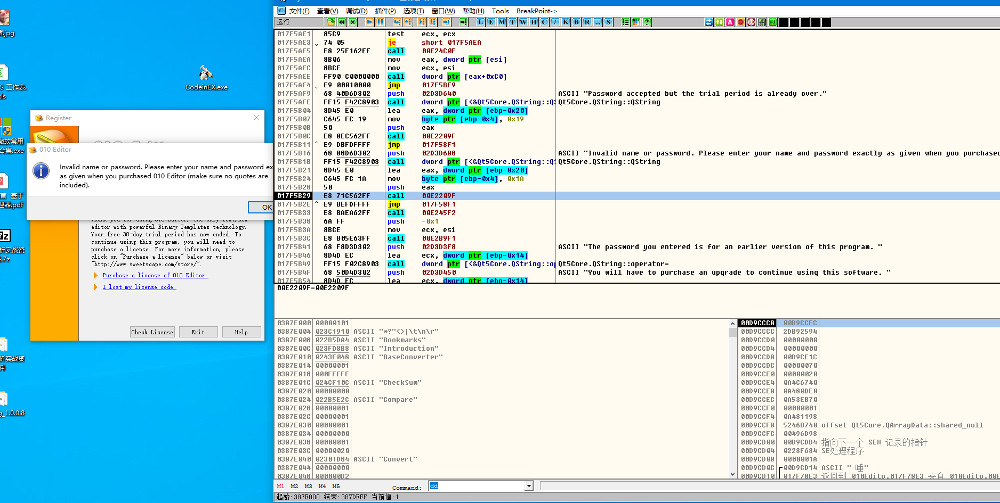 文件(F) 查看(V) 调试(D) 插件(P) 选项(T) 窗口(W) 帮助(H) Tools BreakPoint->
运行
L E M T W H C / K B R ... S
017F5AE1 85C9 test ecx, ecx
017F5AE3 74 05 je short 017F5AEA
017F5AE5 E8 25F162FF call 00E24C0F
017F5AEA 8B06 mov eax, dword ptr [esi]
017F5AEC 8BCE mov ecx, esi
017F5AEE FF90 C0000000 call dword ptr [eax+0xC0]
017F5AF4 E9 00010000 jmp 017F5BF9
017F5AF9 68 40D6D302 push 02D3D640 ASCII "Password accepted but the trial period is already over."
017F5AFE FF15 F42C8903 call dword ptr [<&Qt5Core.QString::QS Qt5Core.QString::QString
017F5B04 8D45 E0 lea eax, dword ptr [ebp-0x20]
017F5B07 C645 FC 19 mov byte ptr [ebp-0x4], 0x19
017F5B0B 50 push eax
017F5B0C E8 8EC562FF call 00E2209F
017F5B11 ^ E9 DBFDFFFF jmp 017F58F1
017F5B16 68 88D6D302 push 02D3D688 ASCII "Invalid name or password. Please enter your name and password exactly as given when you purchased
017F5B1B FF15 F42C8903 call dword ptr [<&Qt5Core.QString::QS Qt5Core.QString::QString
017F5B21 8D45 E0 lea eax, dword ptr [ebp-0x20]
017F5B24 C645 FC 1A mov byte ptr [ebp-0x4], 0x1A
017F5B28 50 push eax
017F5B29 E8 71C562FF call 00E2209F
017F5B2E ^ E9 BEFDFFFF jmp 017F58F1
017F5B33 E8 BAEA62FF call 00E245F2
017F5B38 6A FF push -0x1
017F5B3A 8BCE mov ecx, esi
017F5B3C E8 B05E63FF call 00E2B9F1
017F5B41 68 F8D3D302 push 02D3D3F8 ASCII "The password you entered is for an earlier version of this program. "
017F5B46 8D4D EC lea ecx, dword ptr [ebp-0x14]
017F5B49 FF15 F02C8903 call dword ptr [<&Qt5Core.QString::op Qt5Core.QString::operator=
017F5B4F 68 50D4D302 push 02D3D450 ASCII "You will have to purchase an upgrade to continue using this software. "
017F5B54 8D4D EC lea ecx, dword ptr [ebp-0x14]
00E2209F=00E2209F
0387E000 00000101
0387E004 023C1910 ASCII "*?"<>|\t\n\r"
0387E008 022B5DA4 ASCII "Bookmarks"
0387E00C 023FD8B8 ASCII "Introduction"
0387E010 0243E048 ASCII "BaseConverter"
0387E014 00000001
0387E018 000FFFFF
0387E01C 024CF10C ASCII "CheckSum"
0387E020 00000000
0387E024 022B5E2C ASCII "Compare"
0387E028 00000001
0387E02C 00000001
0387E030 00000001
0387E034 00000000
0387E038 00000001
0387E03C 00000020
0387E040 02301D84 ASCII "Convert"
0387E044 00000000
0387E048 000000D2
00D9CCC8 00D9CCEC
00D9CCCC 2DB92594
00D9CCD0 00000000
00D9CCD4 00000000
00D9CCD8 00D9CE1C
00D9CCDC 00000070
00D9CCE0 00000020
00D9CCE4 0A4C6740
00D9CCE8 0A480DE0
00D9CCEC 0A53EB70
00D9CCF0 00000001
00D9CCF4 0A481198
00D9CCF8 5246B740 offset Qt5Core.QArrayData::shared_null
00D9CCFC 00496D98
00D9CD00 00D9CDD4 指向下一个 SEH 记录的指针
00D9CD04 0228F684 SE处理程序
00D9CD08 0000001A
00D9CD0C 00D9CD14 ASCII " 唾"
00D9CD10 017F78E3 返回到 010Edito.017F78E3 来自 010Edito.00E
M1 M2 M3 M4 M5 Command: dd
起始:387E000 结束:387DFFF 当前值:1
.jpg
S 工作表.
xls
微软常用
合集.exe
言 基于
理器.pdf
7z
析实战资
.7z
析实战资
料
g_1.0.0.8
CodeinEX.exe
Register
010 Editor
Invalid name or password. Please enter your name and password ex
as given when you purchased 010 Editor (make sure no quotes are
included).
OK
Thank you for using 010 Editor, the only text/hex
editor with powerful Binary Templates technology.
Your free 30-day trial period has now ended. To
continue using this program, you will need to
purchase a license. For more information, please
click on "Purchase a license" below or visit
"http://www.sweetscape.com/store/".
Purchase a license of 010 Editor.
I lost my license code.
Check License Exit Help